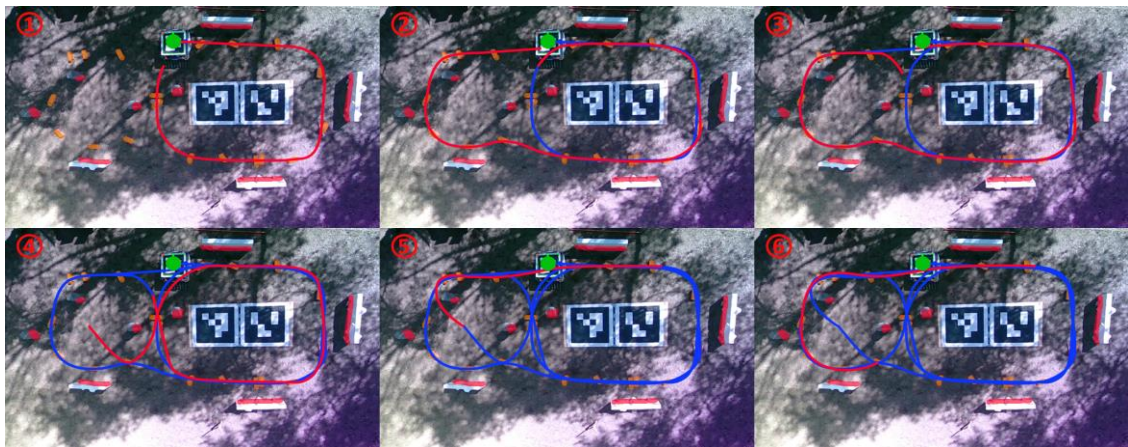 ① ② ③
④ ⑤ ⑥